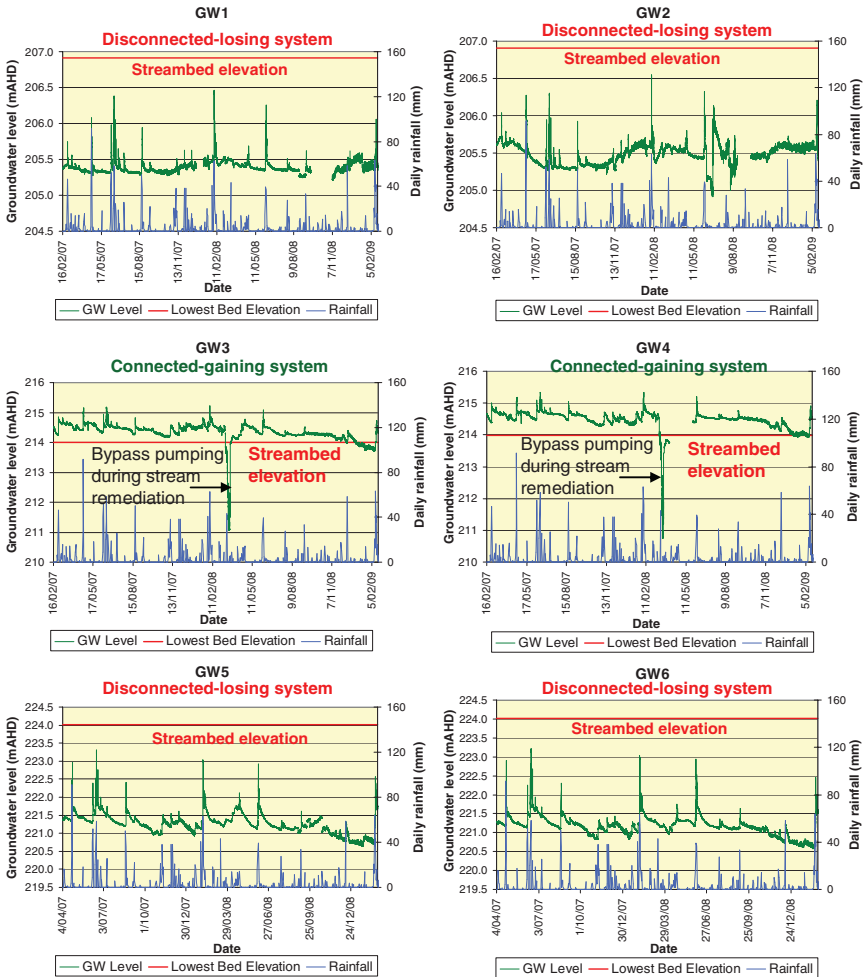 GW1
Disconnected-losing system
Streambed elevation
Groundwater level (mAHD)
207.0
206.5
206.0
205.5
205.0
204.5
Daily rainfall (mm)
160
120
80
40
0
16/02/07
17/05/07
15/08/07
13/11/07
11/02/08
11/05/08
9/08/08
7/11/08
5/02/09
Date
GW Level
Lowest Bed Elevation
Rainfall
GW2
Disconnected-losing system
Streambed elevation
Groundwater level (mAHD)
207.0
206.5
206.0
205.5
205.0
204.5
Daily rainfall (mm)
160
120
80
40
0
16/02/07
17/05/07
15/08/07
13/11/07
11/02/08
11/05/08
9/08/08
7/11/08
5/02/09
Date
GW Level
Lowest Bed Elevation
Rainfall
GW3
Connected-gaining system
Groundwater level (mAHD)
216
215
214
213
212
211
210
Bypass pumping
during stream
remediation
Streambed
elevation
Daily rainfall (mm)
160
120
80
40
0
16/02/07
17/05/07
15/08/07
13/11/07
11/02/08
11/05/08
9/08/08
7/11/08
5/02/09
Date
GW Level
Lowest Bed Elevation
Rainfall
GW4
Connected-gaining system
Groundwater level (mAHD)
216
215
214
213
212
211
210
Bypass pumping
during stream
remediation
Streambed
elevation
Daily rainfall (mm)
160
120
80
40
0
16/02/07
17/05/07
15/08/07
13/11/07
11/02/08
11/05/08
9/08/08
7/11/08
5/02/09
Date
GW Level
Lowest Bed Elevation
Rainfall
GW5
Disconnected-losing system
Streambed elevation
Groundwater level (mAHD)
224.5
224.0
223.5
223.0
222.5
222.0
221.5
221.0
220.5
220.0
219.5
Daily rainfall (mm)
160
120
80
40
0
4/04/07
3/07/07
1/10/07
30/12/07
29/03/08
27/06/08
25/09/08
24/12/08
Date
GW Level
Lowest Bed Elevation
Rainfall
GW6
Disconnected-losing system
Streambed elevation
Groundwater level (mAHD)
224.5
224.0
223.5
223.0
222.5
222.0
221.5
221.0
220.5
220.0
219.5
Daily rainfall (mm)
160
120
80
40
0
4/04/07
3/07/07
1/10/07
30/12/07
29/03/08
27/06/08
25/09/08
24/12/08
Date
GW Level
Lowest Bed Elevation
Rainfall